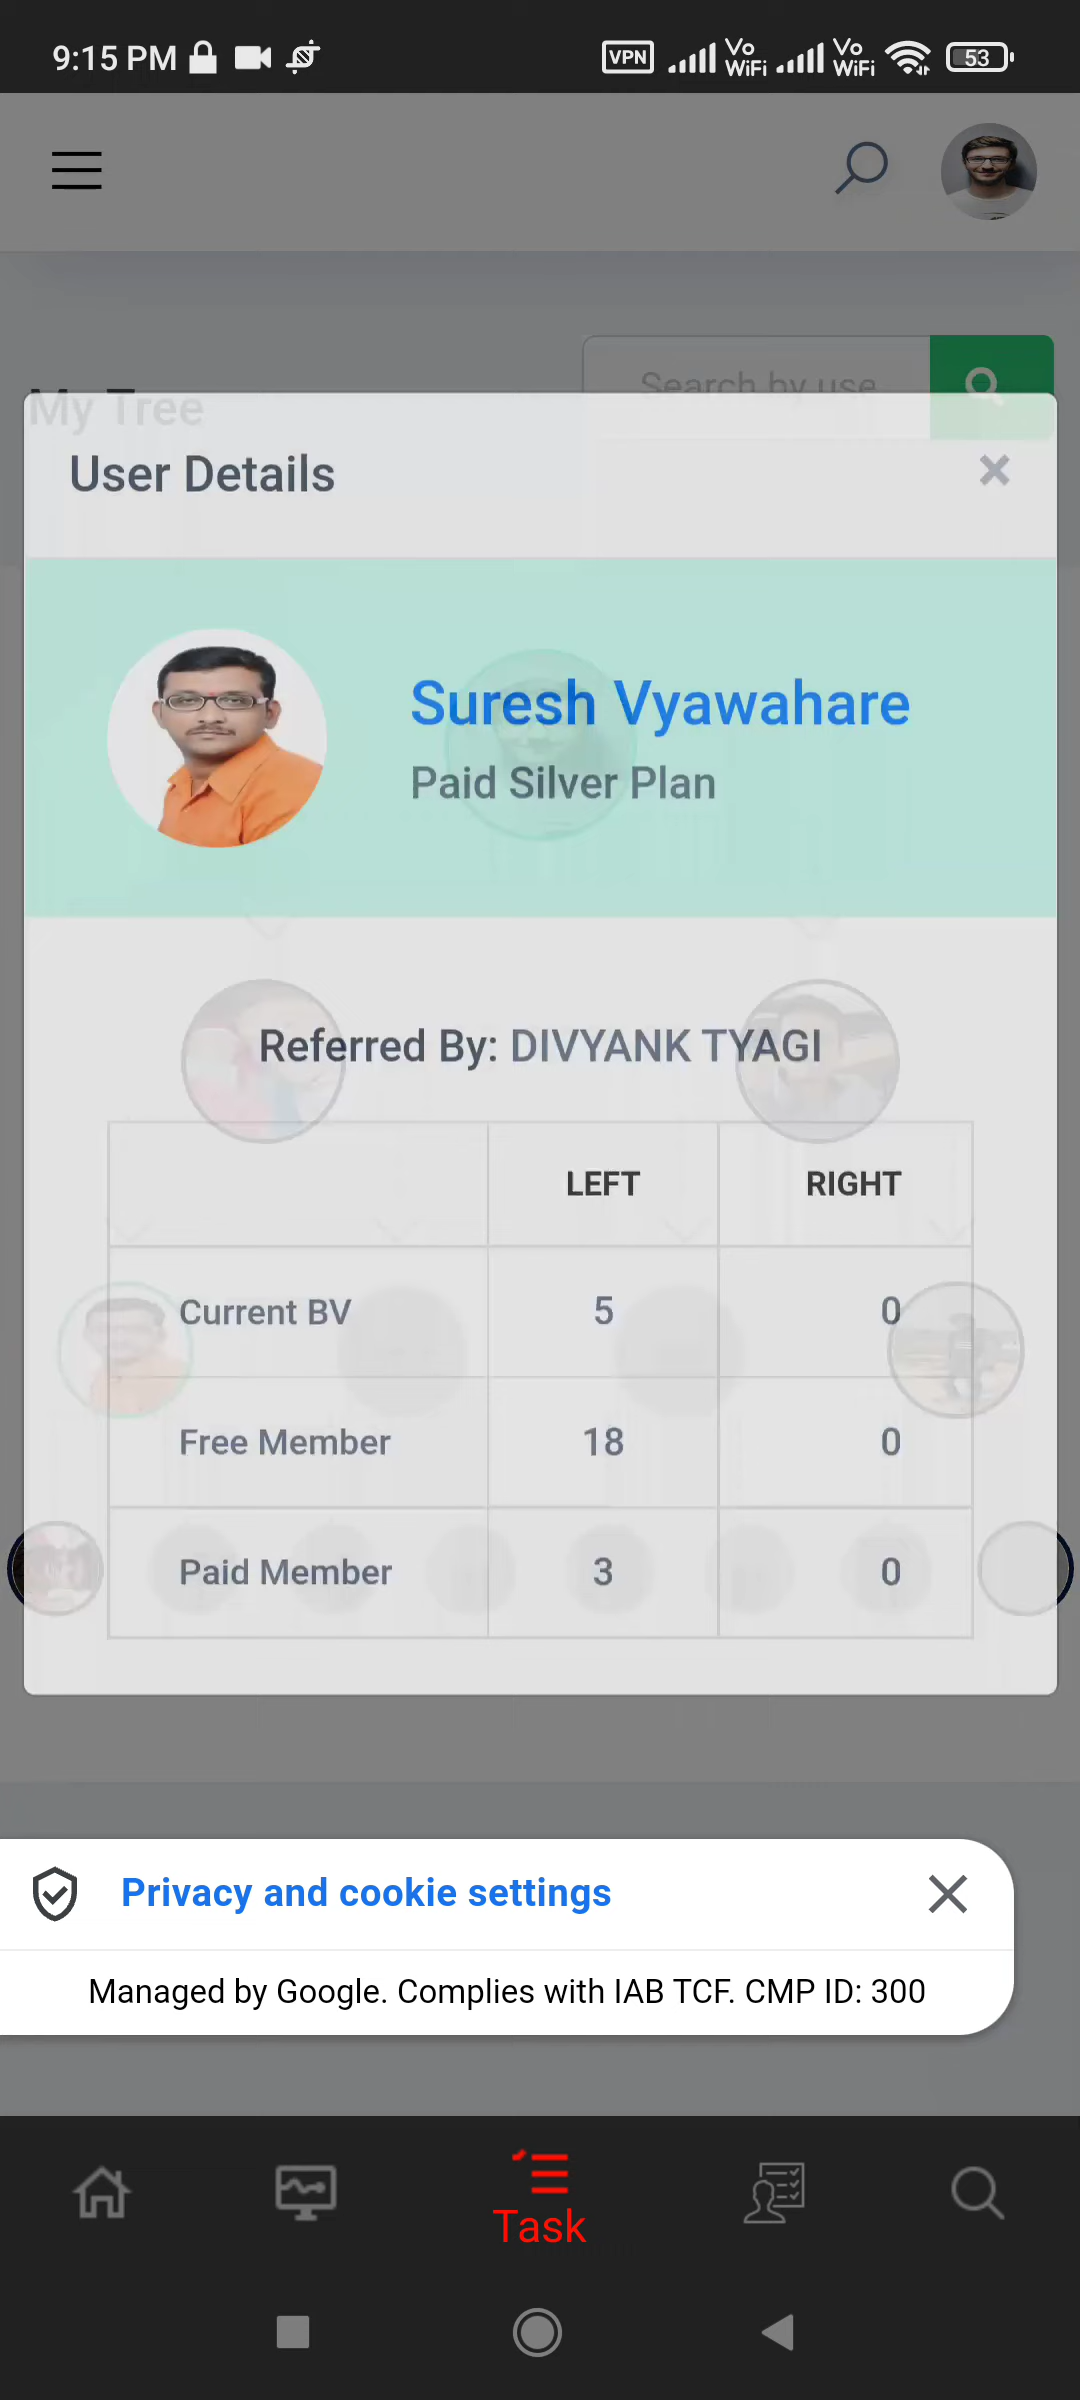 9:15 PM
VPN
Vo
WiFi
Vo
WiFi
53
My Tree
Search by use
User Details
×
Suresh Vyawahare
Paid Silver Plan
Referred By: DIVYANK TYAGI
LEFT RIGHT
Current BV 5 0
Free Member 18 0
Paid Member 3 0
Privacy and cookie settings
Managed by Google. Complies with IAB TCF. CMP ID: 300
Task